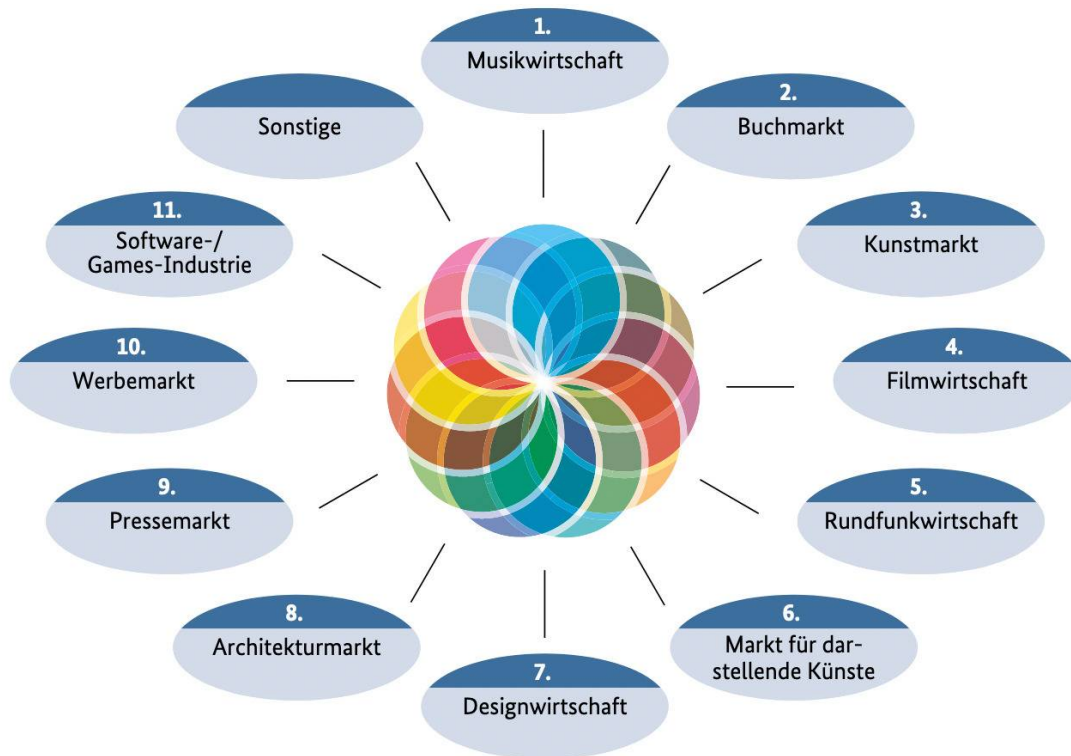 1.
Musikwirtschaft
2.
Buchmarkt
3.
Kunstmarkt
4.
Filmwirtschaft
5.
Rundfunkwirtschaft
6.
Markt für dar-
stellende Künste
7.
Designwirtschaft
8.
Architekturmarkt
9.
Pressemarkt
10.
Werbemarkt
11.
Software-/
Games-Industrie
Sonstige